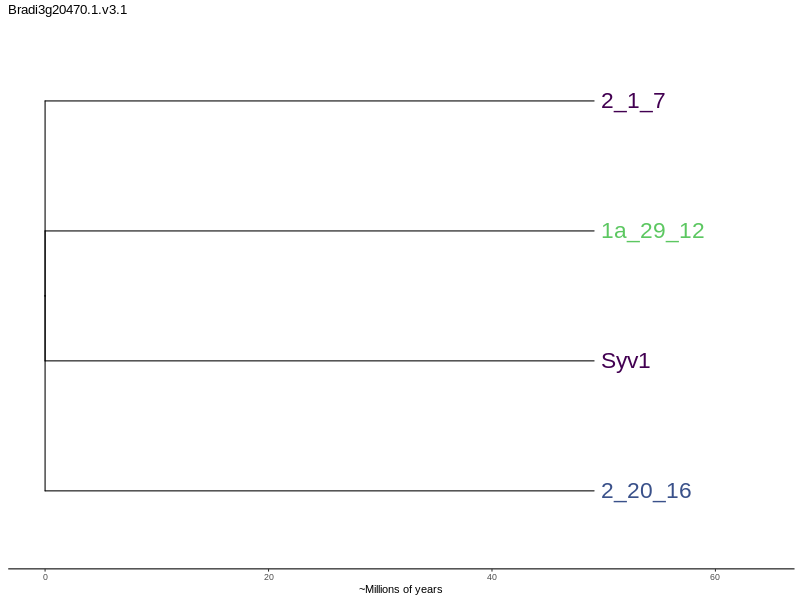 Bradi3g20470.1.v3.1
2_1_7
1a_29_12
Syv1
2_20_16
0 20 40 60
~Millions of years